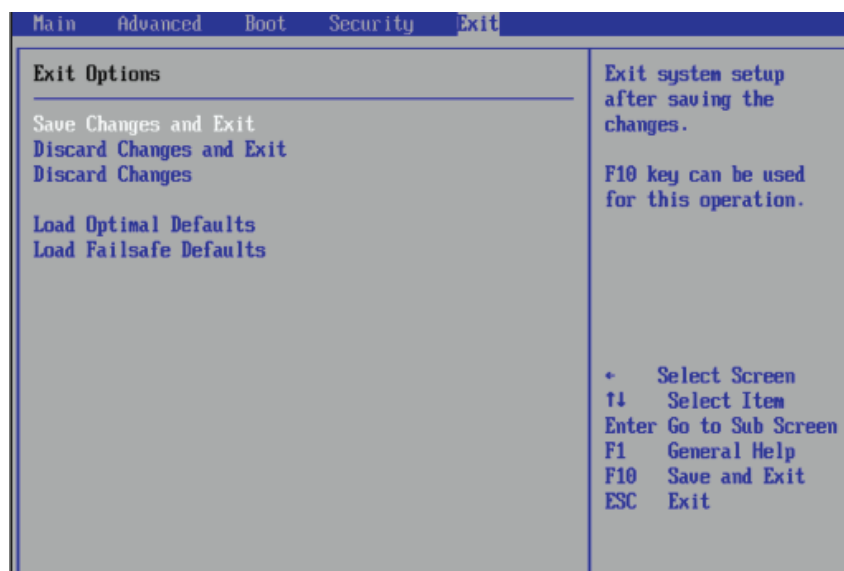 Main Advanced Boot Security Exit
Exit Options
Save Changes and Exit
Discard Changes and Exit
Discard Changes
Load Optimal Defaults
Load Failsafe Defaults
Exit system setup
after saving the
changes.
F10 key can be used
for this operation.
← Select Screen
↑↓ Select Item
Enter Go to Sub Screen
F1 General Help
F10 Save and Exit
ESC Exit